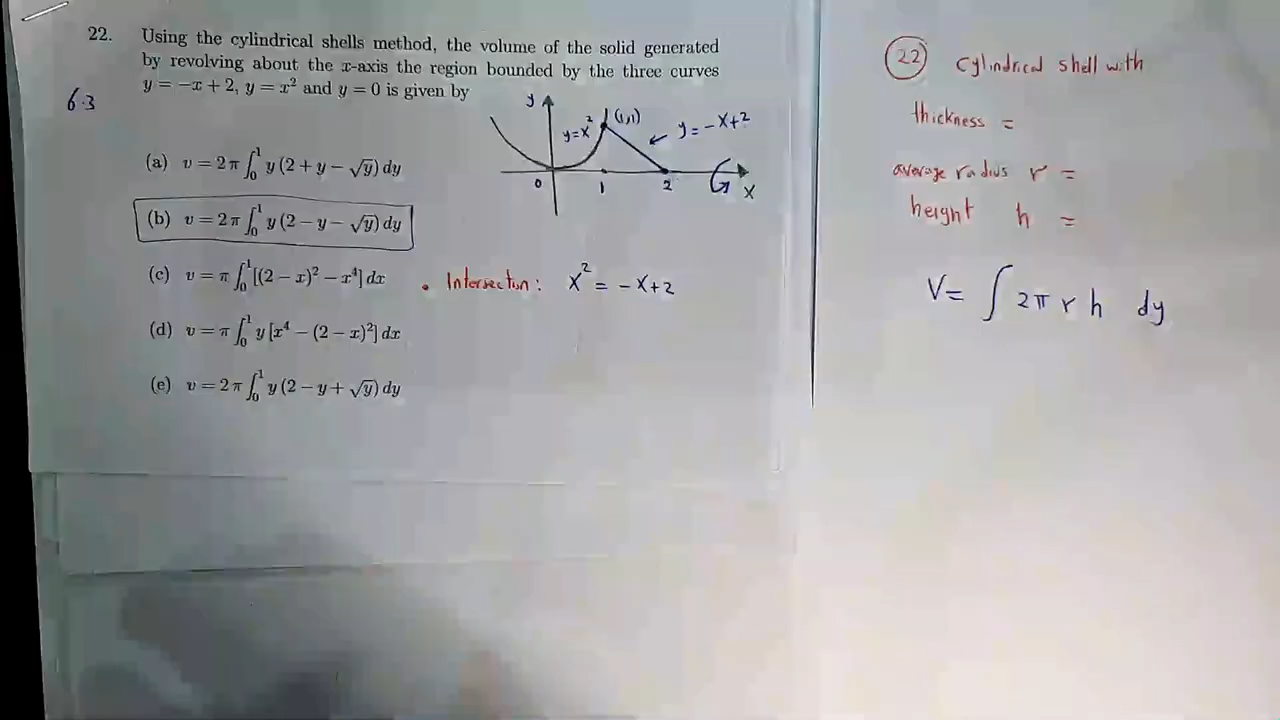 22. Using the cylindrical shells method, the volume of the solid generated
by revolving about the x-axis the region bounded by the three curves
y = −x + 2, y = x² and y = 0 is given by
6.3
(a) v = 2π ∫₀¹ y (2 + y − √y) dy
(b) v = 2π ∫₀¹ y (2 − y − √y) dy
(c) v = π ∫₀¹ [(2 − x)² − x⁴] dx
(d) v = π ∫₀¹ y [x⁴ − (2 − x)²] dx
(e) v = 2π ∫₀¹ y (2 − y + √y) dy
y
y=x²
(1,1)
y = -x+2
0
1
2
x
. Intersection: x² = -x+2
(22) cylindrical shell with
thickness =
average radius r =
height h =
V = ∫ 2π r h dy